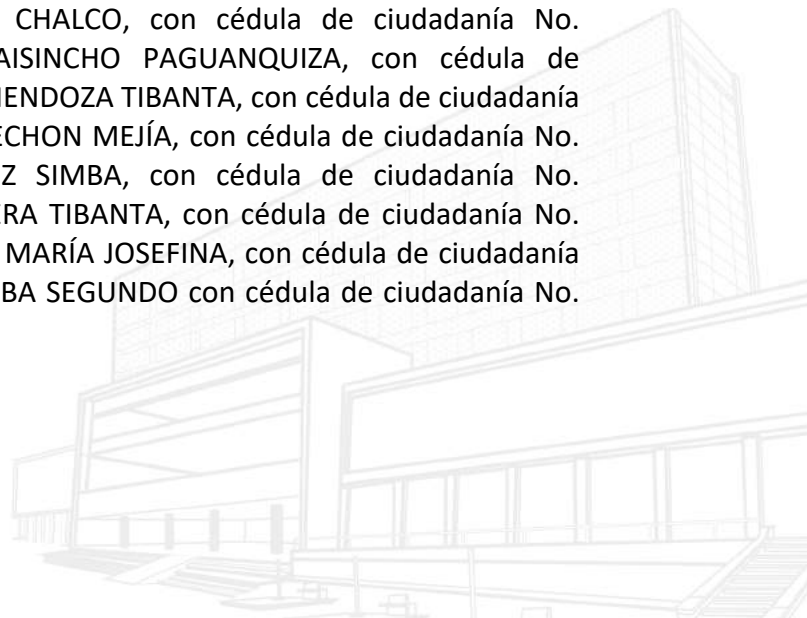 CHALCO, con cédula de ciudadanía No.
AISINCHO PAGUANQUIZA, con cédula de
MENDOZA TIBANTA, con cédula de ciudadanía
ECHON MEJÍA, con cédula de ciudadanía No.
Z SIMBA, con cédula de ciudadanía No.
ERA TIBANTA, con cédula de ciudadanía No.
MARÍA JOSEFINA, con cédula de ciudadanía
BA SEGUNDO con cédula de ciudadanía No.